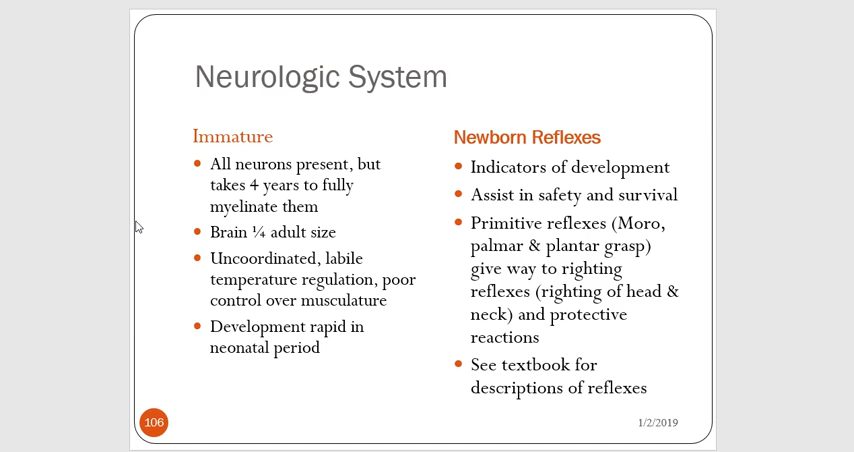 Neurologic System
Immature
All neurons present, but
takes 4 years to fully
myelinate them
Brain ¼ adult size
Uncoordinated, labile
temperature regulation, poor
control over musculature
Development rapid in
neonatal period
Newborn Reflexes
Indicators of development
Assist in safety and survival
Primitive reflexes (Moro,
palmar & plantar grasp)
give way to righting
reflexes (righting of head &
neck) and protective
reactions
See textbook for
descriptions of reflexes
106
1/2/2019